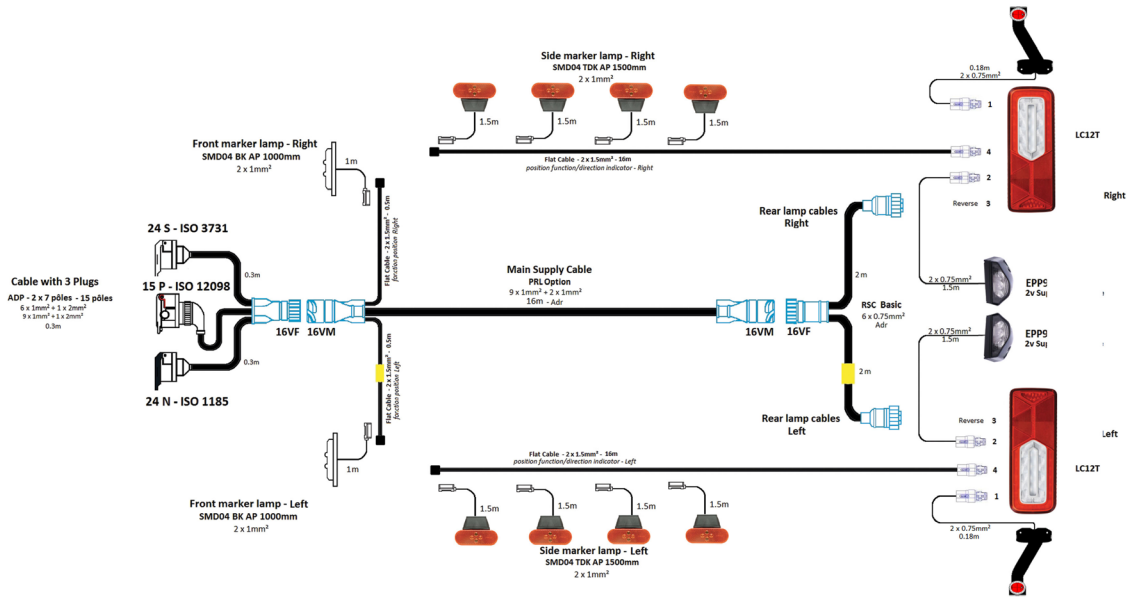 Side marker lamp - Right
SMD04 TDK AP 1500mm
2 x 1mm²
0.18m
2 x 0.75mm²
1
1.5m
1.5m
1.5m
1.5m
LC12T
Front marker lamp - Right
SMD04 BK AP 1000mm
2 x 1mm²
1m
4
Flat Cable - 2 x 1.5mm² - 16m
position function/direction indicator - Right
2
Reverse 3
Right
Flat Cable - 2 x 1.5mm² - 0.5m
fonction position Right
Rear lamp cables
Right
24 S - ISO 3731
0.3m
Cable with 3 Plugs
ADP - 2 x 7 pôles - 15 pôles
6 x 1mm² + 1 x 2mm²
9 x 1mm² + 1 x 2mm²
0.3m
15 P - ISO 12098
Main Supply Cable
PRL Option
9 x 1mm² + 2 x 1mm²
16m - Adr
2 m
2 x 0.75mm²
1.5m
EPP9
2v Sup
RSC Basic
6 x 0.75mm²
Adr
16VF
16VM
16VM
16VF
2 x 0.75mm²
1.5m
EPP9
2v Sup
0.3m
24 N - ISO 1185
Flat Cable - 2 x 1.5mm² - 0.5m
fonction position Left
2 m
Rear lamp cables
Left
Reverse 3
2
Left
Flat Cable - 2 x 1.5mm² - 16m
position function/direction indicator - Left
4
LC12T
1m
Front marker lamp - Left
SMD04 BK AP 1000mm
2 x 1mm²
1
1.5m
1.5m
1.5m
1.5m
2 x 0.75mm²
0.18m
Side marker lamp - Left
SMD04 TDK AP 1500mm
2 x 1mm²